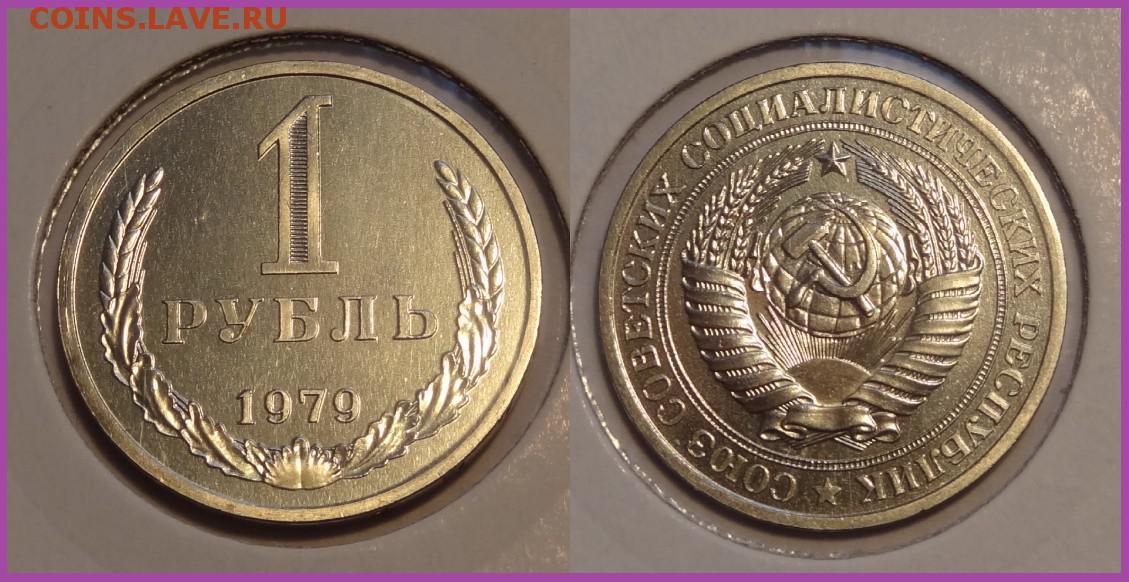 COINS.LAVE.RU
1
РУБЛЬ
1979
СОЮЗ СОВЕТСКИХ СОЦИАЛИСТИЧЕСКИХ РЕСПУБЛИК